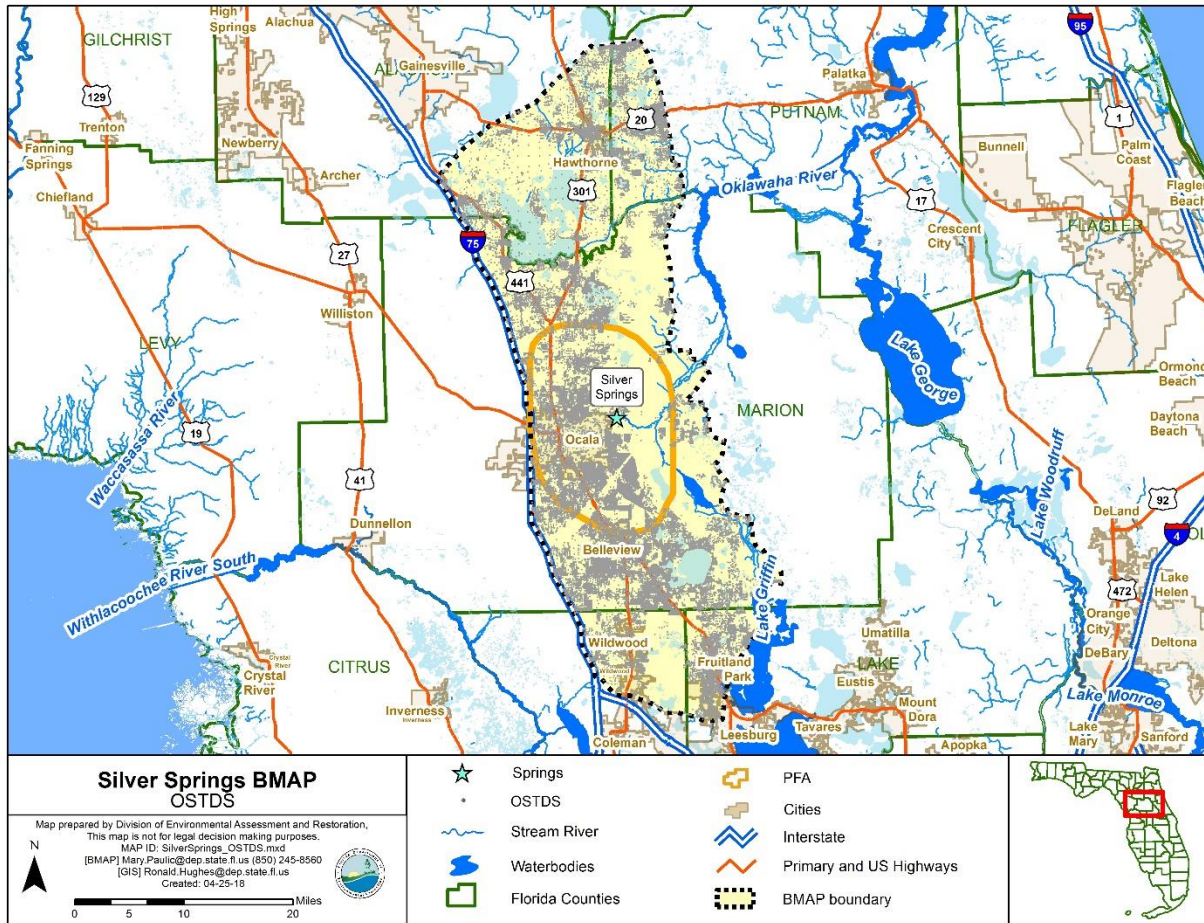 High
Springs
Alachua
GILCHRIST
Gainesville
95
129
Trenton
Newberry
Palatka
PUTNAM
20
1
Fanning
Springs
Archer
Hawthorne
Bunnell
Palm
Coast
Chiefland
301
Oklawaha River
17
Flagler
Beach
Crescent
City
FLAGLER
75
27
441
Williston
LEVY
Lake George
Ormond
Beach
Silver
Springs
MARION
Daytona
Beach
Waccasassa River
19
Ocala
Lake Woodruff
41
92
DeLand
4
Dunnellon
Belleview
Withlacoochee River South
Lake Griffin
472
Lake
Helen
Orange
City
Deltona
DeBary
Wildwood
Wildwood
Umatilla
Crystal
River
Crystal
River
CITRUS
Fruitland
Park
LAKE
Eustis
Lake Monroe
Inverness
Inverness
Mount
Dora
Tavares
Leesburg
Coleman
Apopka
Lake
Mary
Sanford
Silver Springs BMAP
OSTDS
Map prepared by Division of Environmental Assessment and Restoration,
This map is not for legal decision making purposes.
MAP ID: SilverSprings_OSTDS.mxd
[BMAP] Mary.Paulic@dep.state.fl.us (850) 245-8560
[GIS] Ronald.Hughes@dep.state.fl.us
Created: 04-25-18
N
Miles
0 5 10 20
Springs
OSTDS
Stream River
Waterbodies
Florida Counties
PFA
Cities
Interstate
Primary and US Highways
BMAP boundary